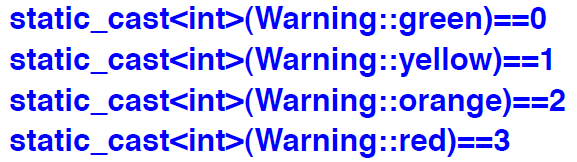 static_cast<int>(Warning::green)==0
static_cast<int>(Warning::yellow)==1
static_cast<int>(Warning::orange)==2
static_cast<int>(Warning::red)==3